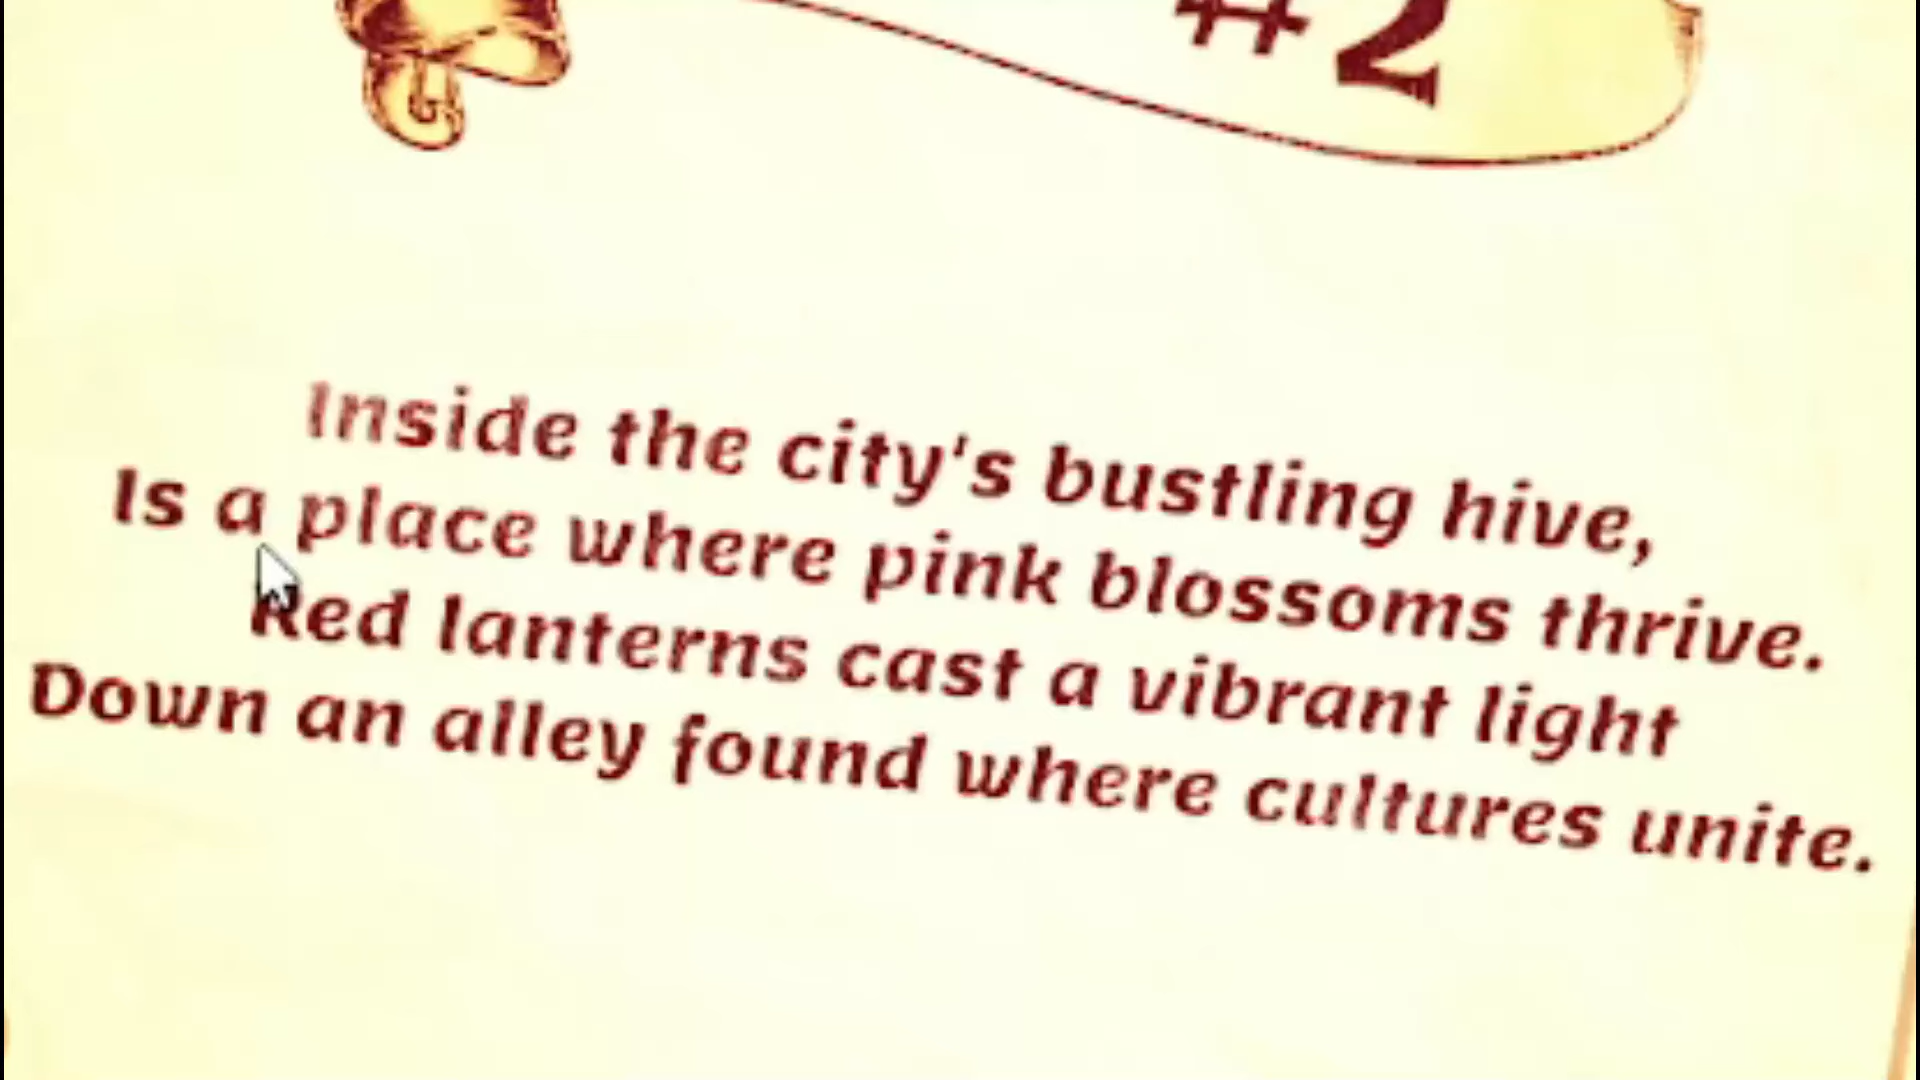 #2
Inside the city's bustling hive,
Is a place where pink blossoms thrive.
Red lanterns cast a vibrant light
Down an alley found where cultures unite.